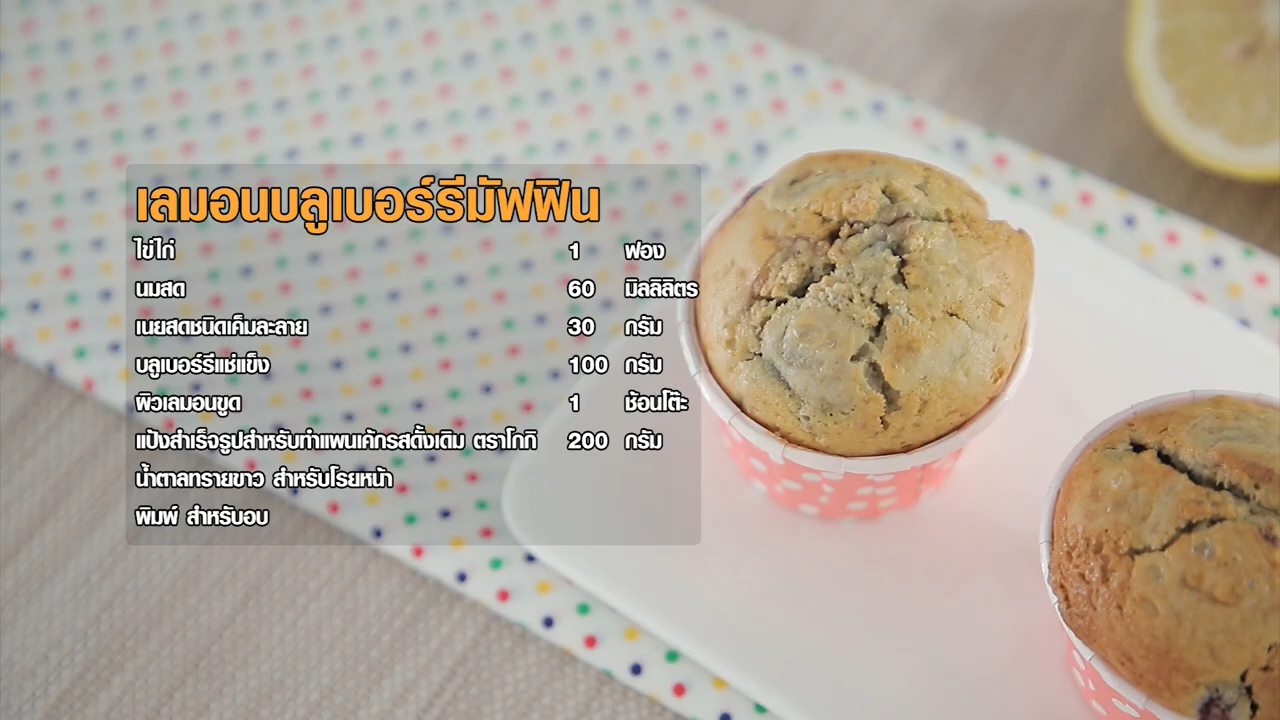 เลมอนบลูเบอร์รีมัฟฟิน
ไข่ไก่ 1 ฟอง
นมสด 60 มิลลิลิตร
เนยสดชนิดเค็มละลาย 30 กรัม
บลูเบอร์รีแช่แข็ง 100 กรัม
ผิวเลมอนขูด 1 ช้อนโต๊ะ
แป้งสำเร็จรูปสำหรับทำแพนเค้กรสดั้งเดิม ตราโกกิ 200 กรัม
น้ำตาลทรายขาว สำหรับโรยหน้า
พิมพ์ สำหรับอบ